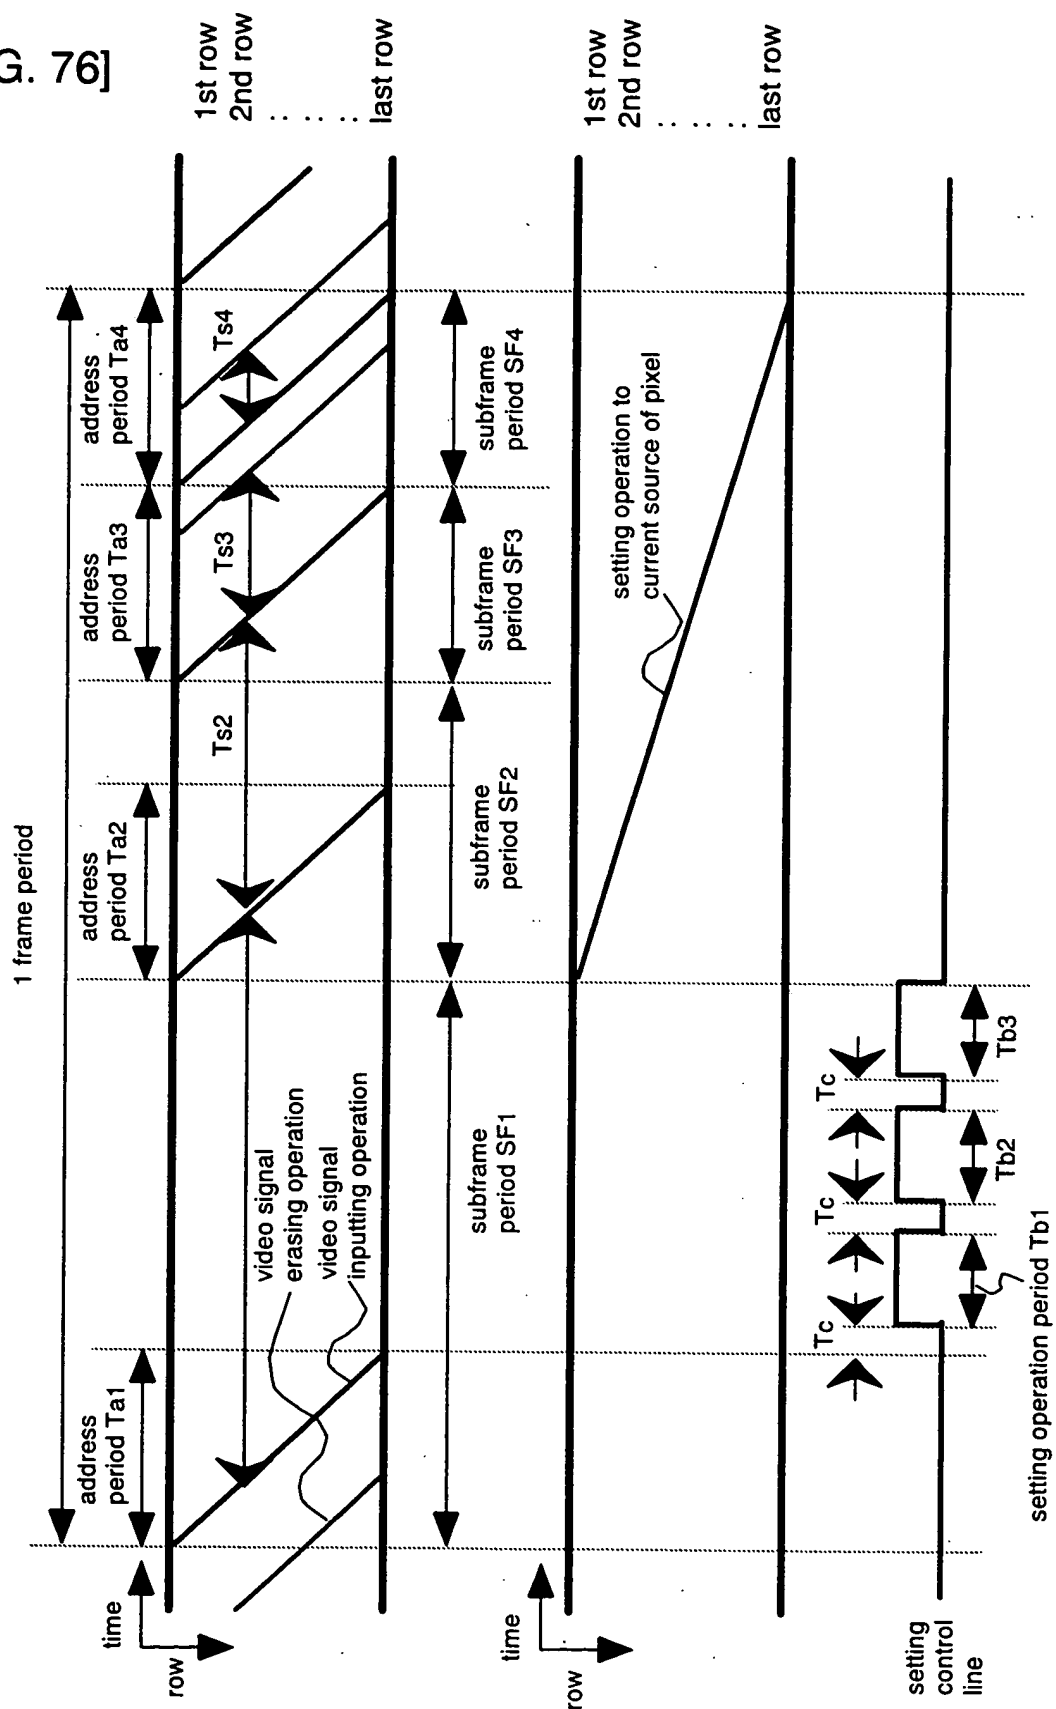 G. 76]
1 frame period
address
period Ta1
address
period Ta2
address
period Ta3
address
period Ta4
time
row
1st row
2nd row
last row
Ts2
Ts3
Ts4
video signal
erasing operation
video signal
inputting operation
subframe
period SF1
subframe
period SF2
subframe
period SF3
subframe
period SF4
time
row
1st row
2nd row
last row
setting operation to
current source of pixel
setting
control
line
Tc
Tc
Tc
Tb2
Tb3
setting operation period Tb1